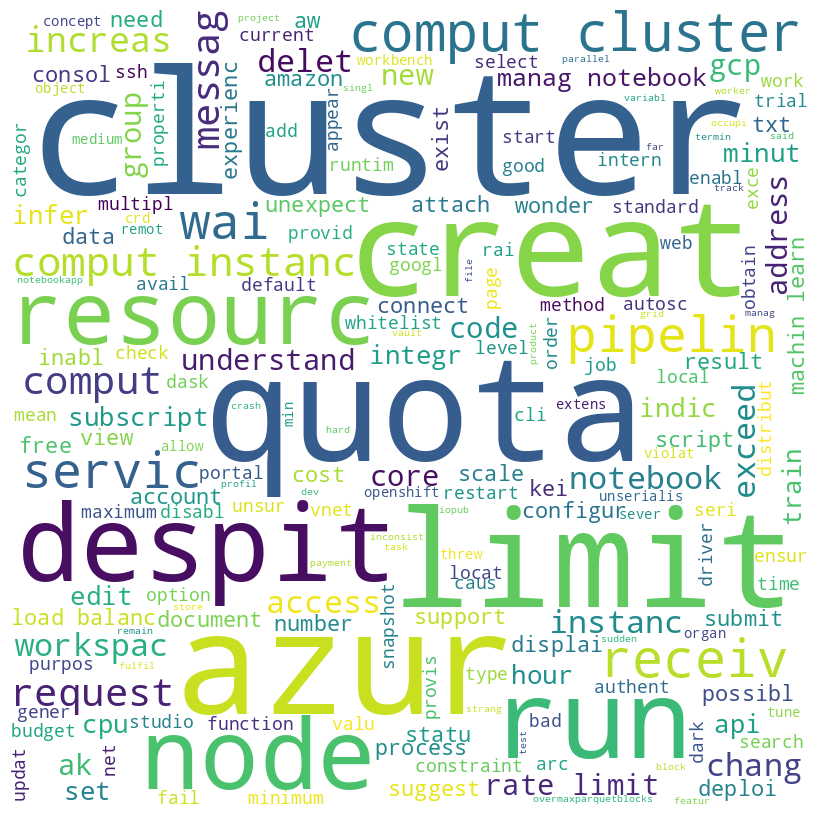 concept
project
need
aw
current
increas
messag
comput cluster
consol
ssh
delet
amazon
new
workbench
select
parallel
gcp
work
object
experienc
singl
manag notebook
worker
variabl
trial
group
properti
cluster
add
appear
exist
start
occupi
termin
said
far
txt
categor
medium
runtim
good
intern
enabl
track
minut
exce
multipl
unexpect
attach
wonder
standard
infer
crd
wai
data
remot
provid
state
creat
rai
web
address
comput instanc
googl
page
obtain
notebookapp
avail
default
connect
method
file
autosc
manag
machin learn
resourc
whitelist
code
order
vault
product
grid
pipelin
inabl
check
understand
integr
level
job
result
local
comput
dask
quota
cli
extens
mean
crash
min
hard
indic
distribut
subscript
allow
script
exceed
free
view
servic
portal
cost
core
scale
notebook
violat
train
account
profil
dev
openshift
restart
kei
unserialis
maximum
disabl
unsur
vnet
iopub
configur
sever
seri
despit
inconsist
task
threw
limit
driver
ensur
locat
caus
payment
time
edit
option
access
load balanc
store
document
number
snapshot
support
instanc
submit
workspac
remain
azur
sudden
displai
organ
purpos
fulfil
hour
run
receiv
request
type
provis
authent
possibl
gener
strang
tune
budget
cpu
studio
function
valu
statu
bad
test
api
node
process
dark
search
updat
net
ak
constraint
arc
block
chang
set
fail
minimum
suggest
rate limit
deploi
overmaxparquetblocks
featur